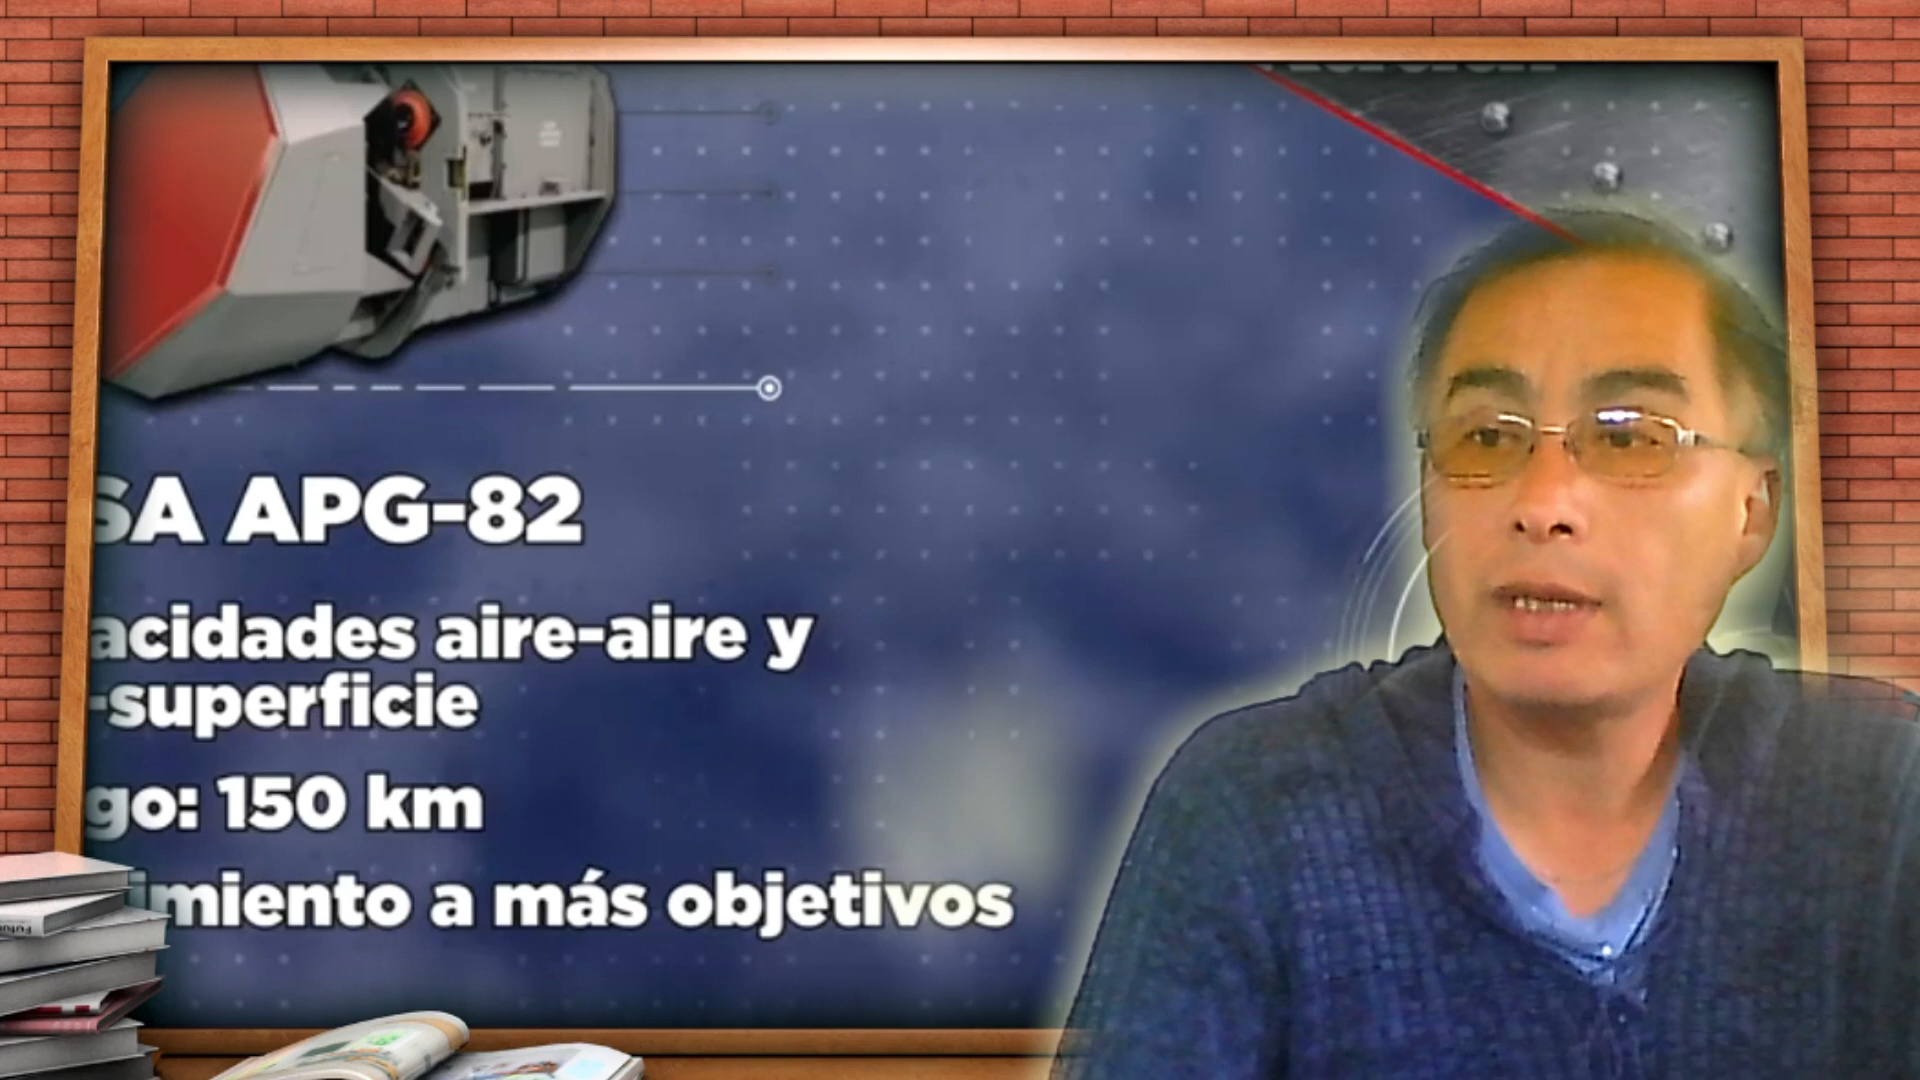 SA APG-82
acidades aire-aire y
-superficie
go: 150 km
imiento a más objetivos